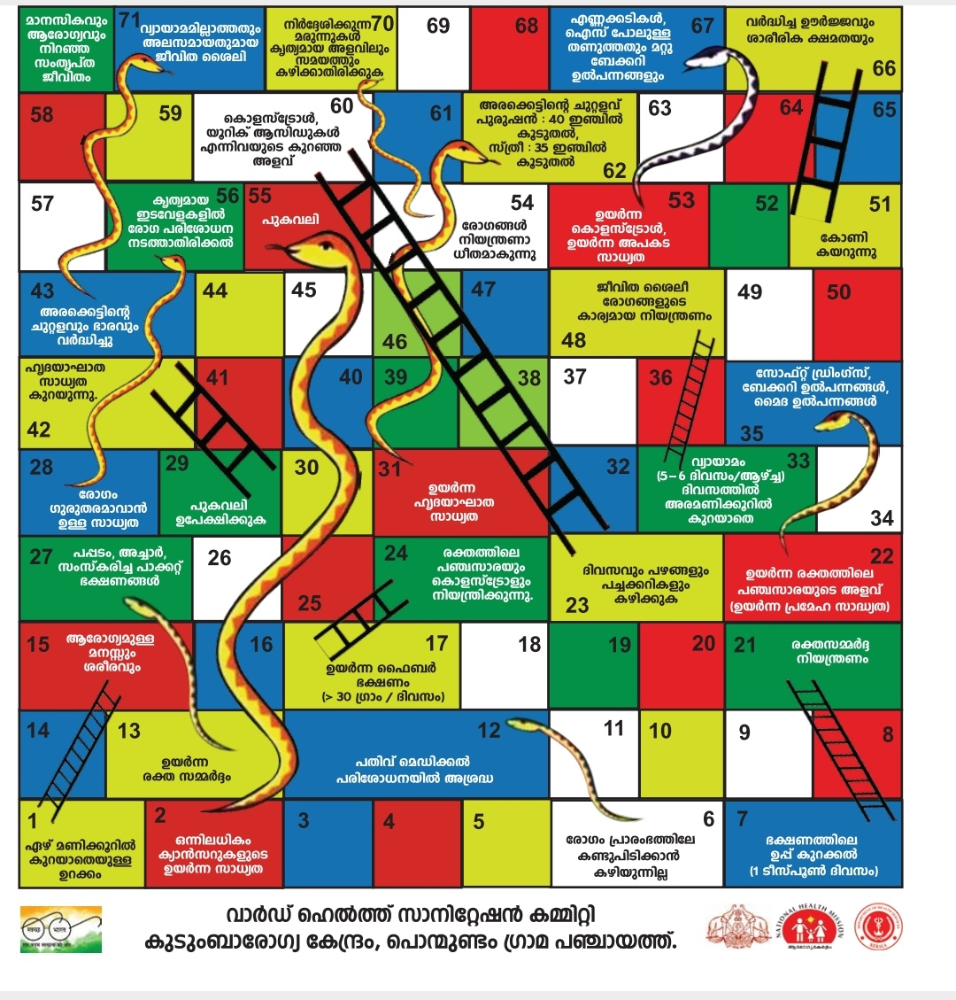 മാനസികവും
ആരോഗ്യവും
നിറഞ്ഞ
സംതൃപ്ത
ജീവിതം
71
വ്യായാമമില്ലാത്തതും
അലസമായതുമായ
ജീവിത ശൈലി
70
നിർദ്ദേശിക്കുന്ന
മരുന്നുകൾ
കൃത്യമായ അളവിലും
സമയത്തും
കഴിക്കാതിരിക്കുക
69
68
67
എണ്ണക്കടികൾ,
ഐസ് പോലുള്ള
തണുത്തതും മറ്റു
ബേക്കറി
ഉൽപന്നങ്ങളും
വർദ്ധിച്ച ഊർജ്ജവും
ശാരീരിക ക്ഷമതയും
66
58
59
60
കൊളസ്ട്രോൾ,
യൂറിക് ആസിഡുകൾ
എന്നിവയുടെ കുറഞ്ഞ
അളവ്
61
അരക്കെട്ടിന്റെ ചുറ്റളവ്
പുരുഷൻ : 40 ഇഞ്ചിൽ
കൂടുതൽ,
സ്ത്രീ : 35 ഇഞ്ചിൽ
കൂടുതൽ
62
63
64
65
57
56
കൃത്യമായ
ഇടവേളകളിൽ
രോഗ പരിശോധന
നടത്താതിരിക്കൽ
55
പുകവലി
54
രോഗങ്ങൾ
നിയന്ത്രണാ
ധീതമാകുന്നു
53
ഉയർന്ന
കൊളസ്ട്രോൾ,
ഉയർന്ന അപകട
സാധ്യത
52
51
കോണി
കയറുന്നു
43
അരക്കെട്ടിന്റെ
ചുറ്റളവും ഭാരവും
വർദ്ധിച്ചു
44
45
46
47
ജീവിത ശൈലീ
രോഗങ്ങളുടെ
കാര്യമായ നിയന്ത്രണം
48
49
50
ഹൃദയാഘാത
സാധ്യത
കുറയുന്നു.
42
41
40
39
38
37
36
സോഫ്റ്റ് ഡ്രിംഗ്സ്,
ബേക്കറി ഉൽപന്നങ്ങൾ,
മൈദ ഉൽപന്നങ്ങൾ
35
28
രോഗം
ഗുരുതരമാവാൻ
ഉള്ള സാധ്യത
29
പുകവലി
ഉപേക്ഷിക്കുക
30
31
ഉയർന്ന
ഹൃദയാഘാത
സാധ്യത
32
33
വ്യായാമം
(5-6 ദിവസം/ആഴ്ച്ച)
ദിവസത്തിൽ
അരമണിക്കൂറിൽ
കുറയാതെ
34
27
പപ്പടം, അച്ചാർ,
സംസ്കരിച്ച പാക്കറ്റ്
ഭക്ഷണങ്ങൾ
26
25
24
രക്തത്തിലെ
പഞ്ചസാരയും
കൊളസ്ട്രോളും
നിയന്ത്രിക്കുന്നു.
ദിവസവും പഴങ്ങളും
പച്ചക്കറികളും
കഴിക്കുക
23
22
ഉയർന്ന രക്തത്തിലെ
പഞ്ചസാരയുടെ അളവ്
(ഉയർന്ന പ്രമേഹ സാദ്ധ്യത)
15
ആരോഗ്യമുള്ള
മനസ്സും
ശരീരവും
16
17
ഉയർന്ന ഫൈബർ
ഭക്ഷണം
(> 30 ഗ്രാം / ദിവസം)
18
19
20
21
രക്തസമ്മർദ്ദ
നിയന്ത്രണം
14
13
ഉയർന്ന
രക്ത സമ്മർദ്ദം
12
പതിവ് മെഡിക്കൽ
പരിശോധനയിൽ അശ്രദ്ധ
11
10
9
8
1
ഏഴ് മണിക്കൂറിൽ
കുറയാതെയുള്ള
ഉറക്കം
2
ഒന്നിലധികം
ക്യാൻസറുകളുടെ
ഉയർന്ന സാധ്യത
3
4
5
6
രോഗം പ്രാരംഭത്തിലേ
കണ്ടുപിടിക്കാൻ
കഴിയുന്നില്ല
7
ഭക്ഷണത്തിലെ
ഉപ്പ് കുറക്കൽ
(1 ടീസ്പൂൺ ദിവസം)
स्वच्छ भारत
വാർഡ് ഹെൽത്ത് സാനിറ്റേഷൻ കമ്മിറ്റി
കുടുംബാരോഗ്യ കേന്ദ്രം, പൊന്മുണ്ടം ഗ്രാമ പഞ്ചായത്ത്.
NATIONAL HEALTH MISSION
ആരോഗ്യകേരളം
KERALA